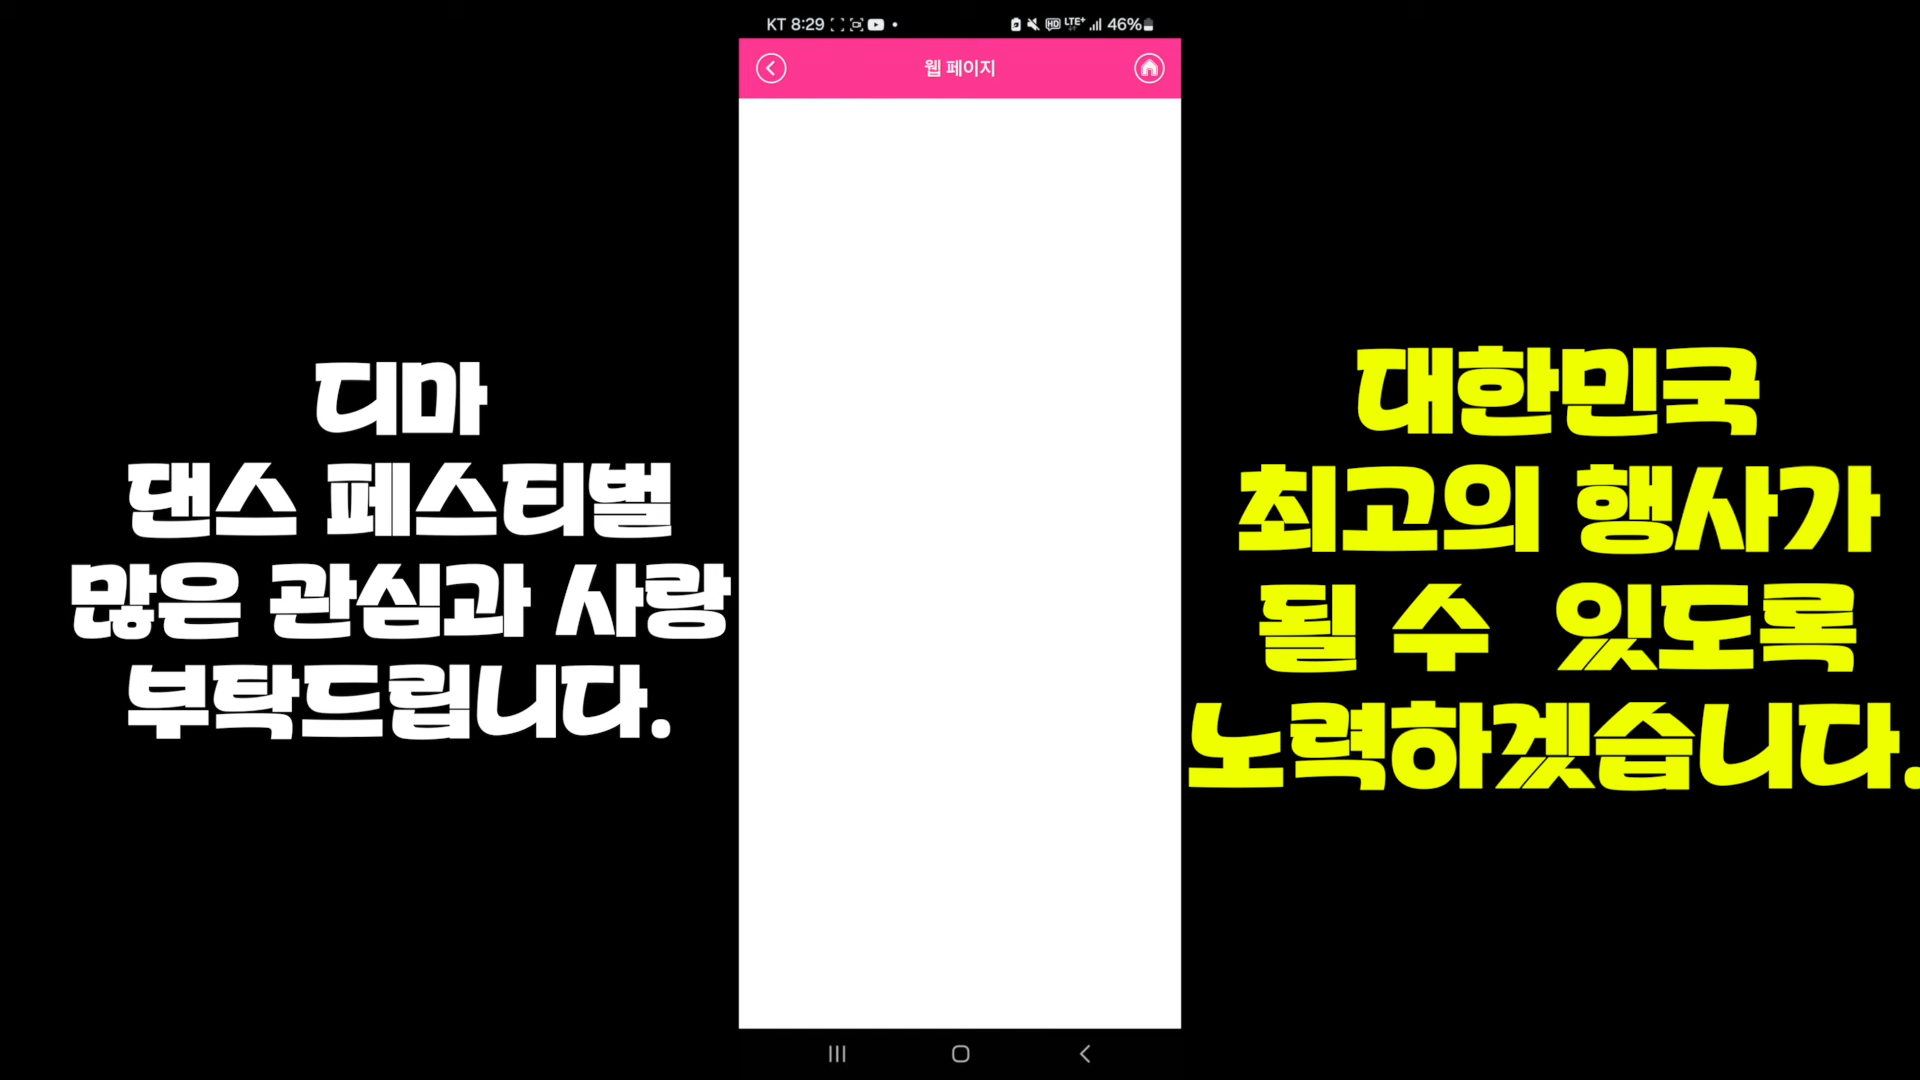 KT 8:29
HD LTE+ 46%
웹 페이지
디마
댄스 페스티벌
많은 관심과 사랑
부탁드립니다.
대한민국
최고의 행사가
될 수 있도록
노력하겠습니다.